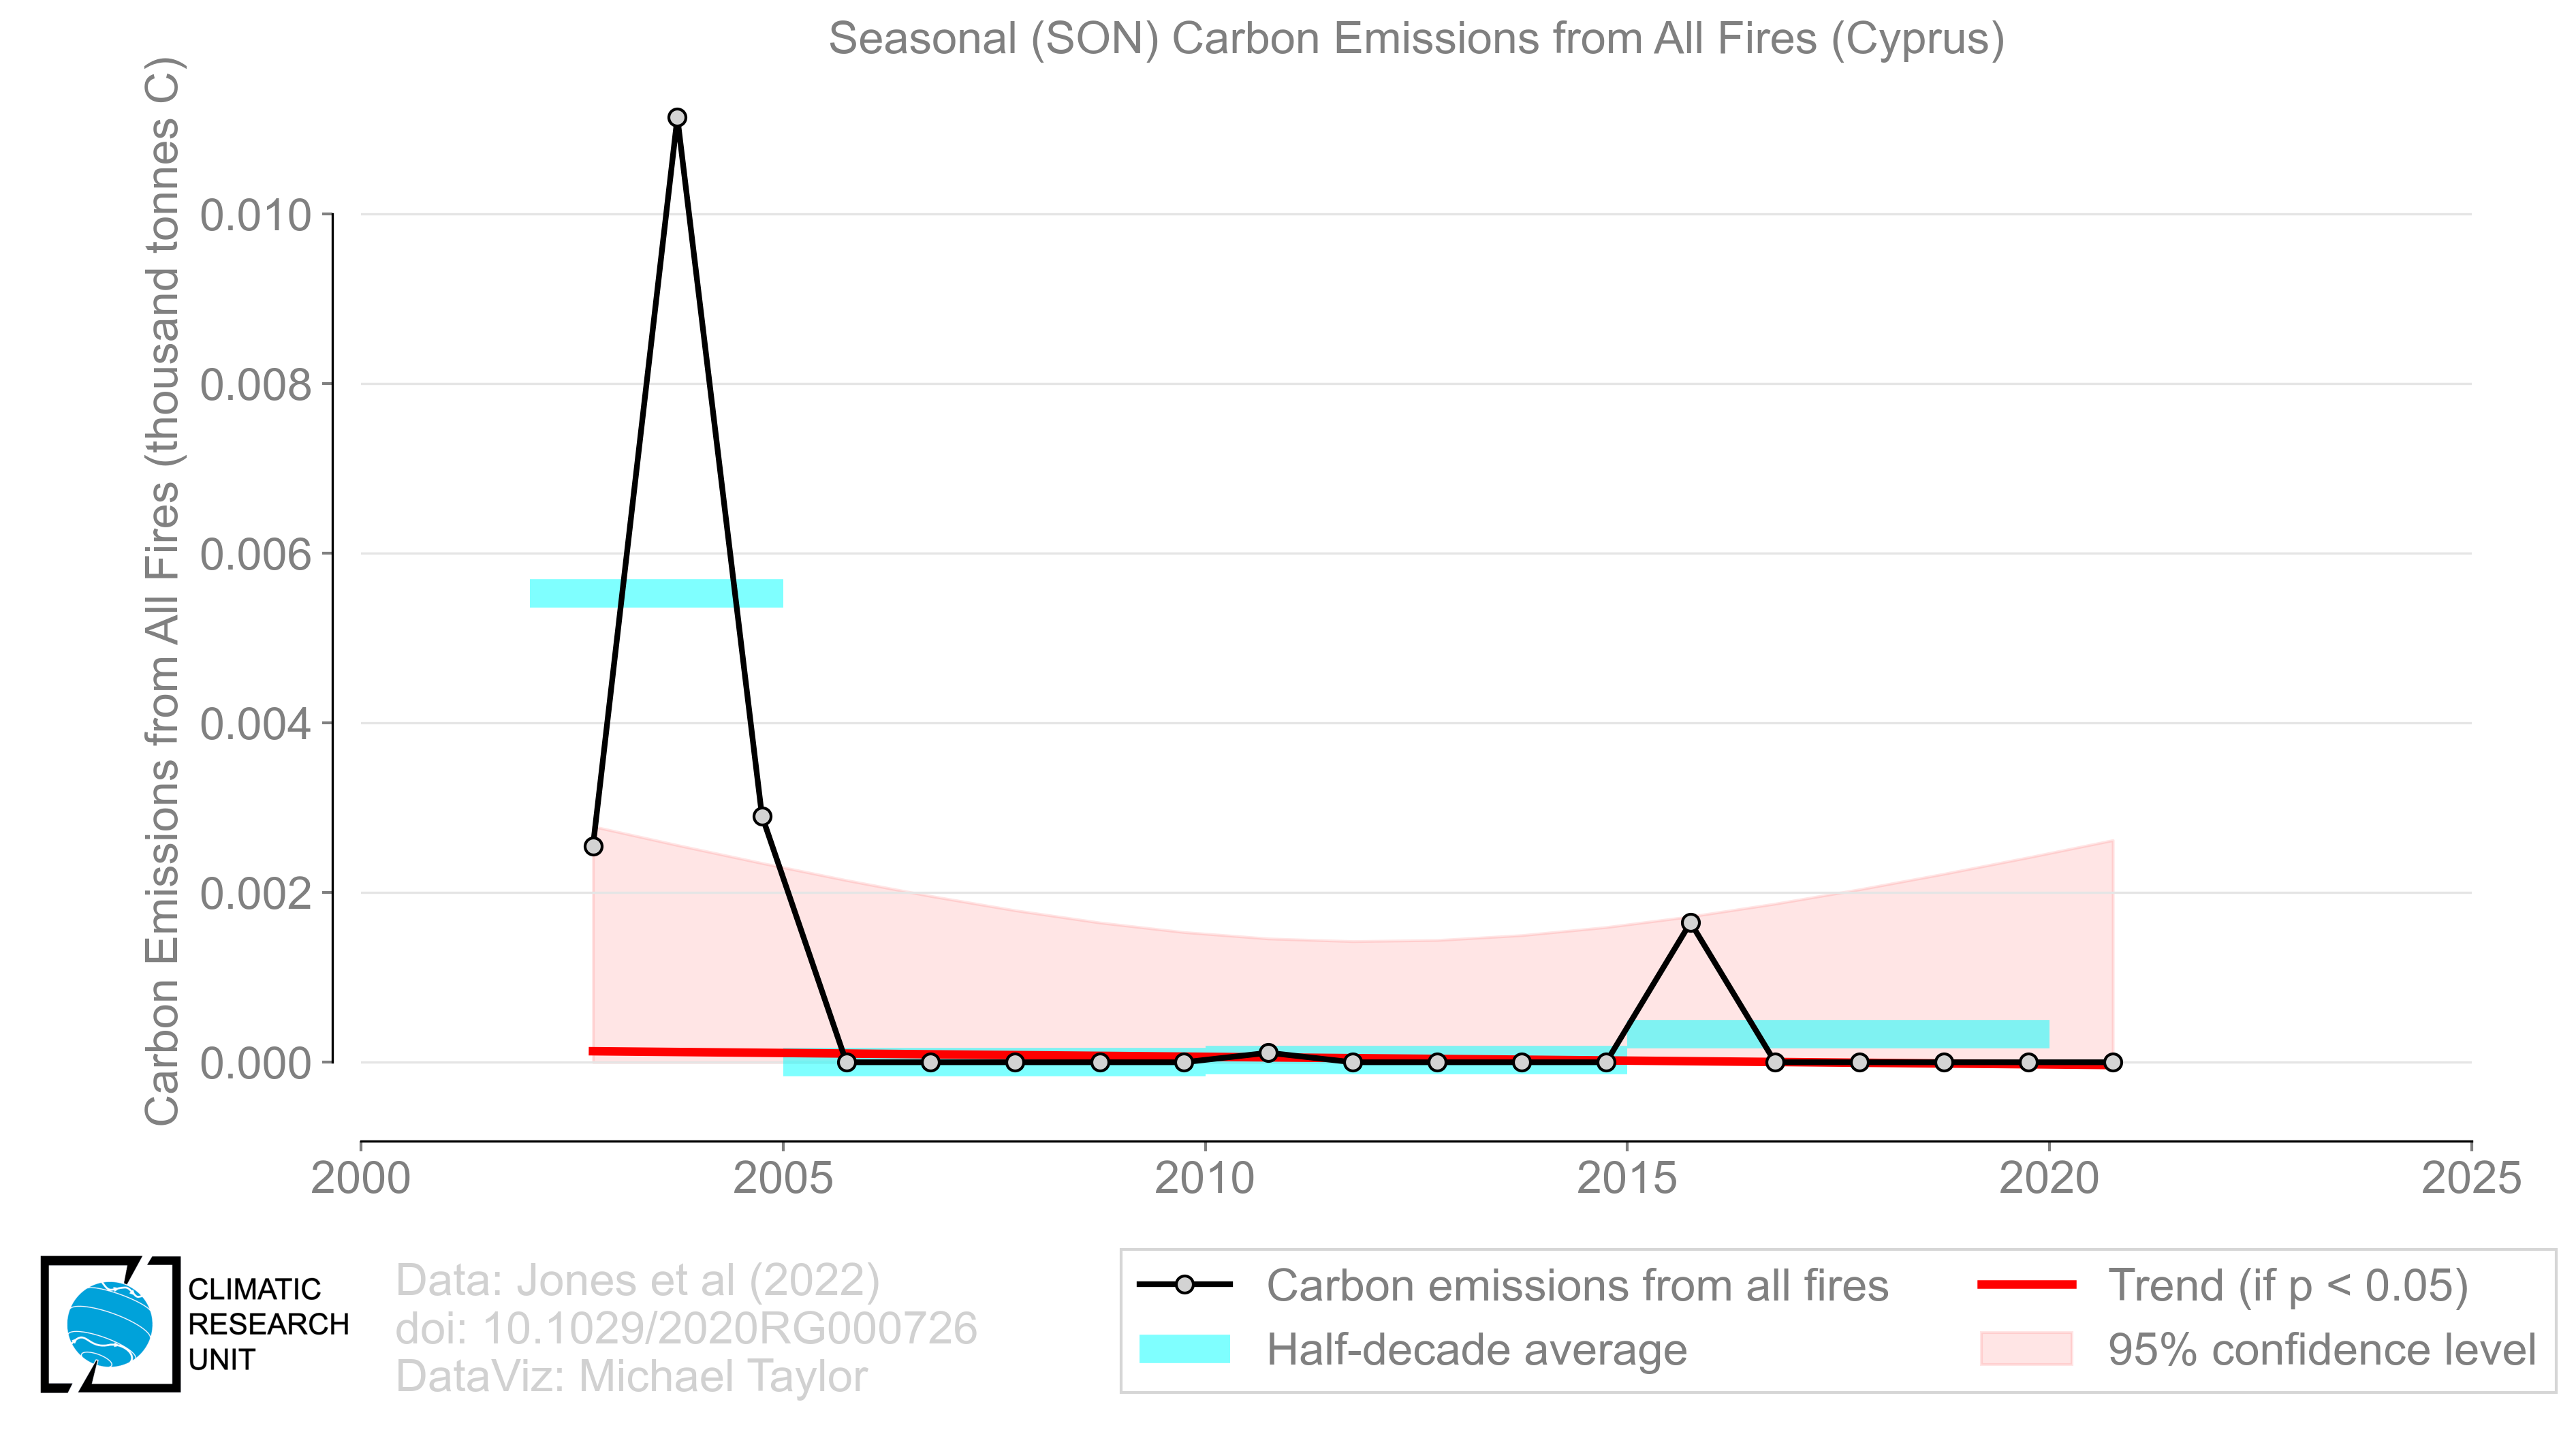 Seasonal (SON) Carbon Emissions from All Fires (Cyprus)
Carbon Emissions from All Fires (thousand tonnes C)
0.010
0.008
0.006
0.004
0.002
0.000
2000 2005 2010 2015 2020 2025
CLIMATIC
RESEARCH
UNIT
Data: Jones et al (2022)
doi: 10.1029/2020RG000726
DataViz: Michael Taylor
Carbon emissions from all fires
Half-decade average
Trend (if p < 0.05)
95% confidence level